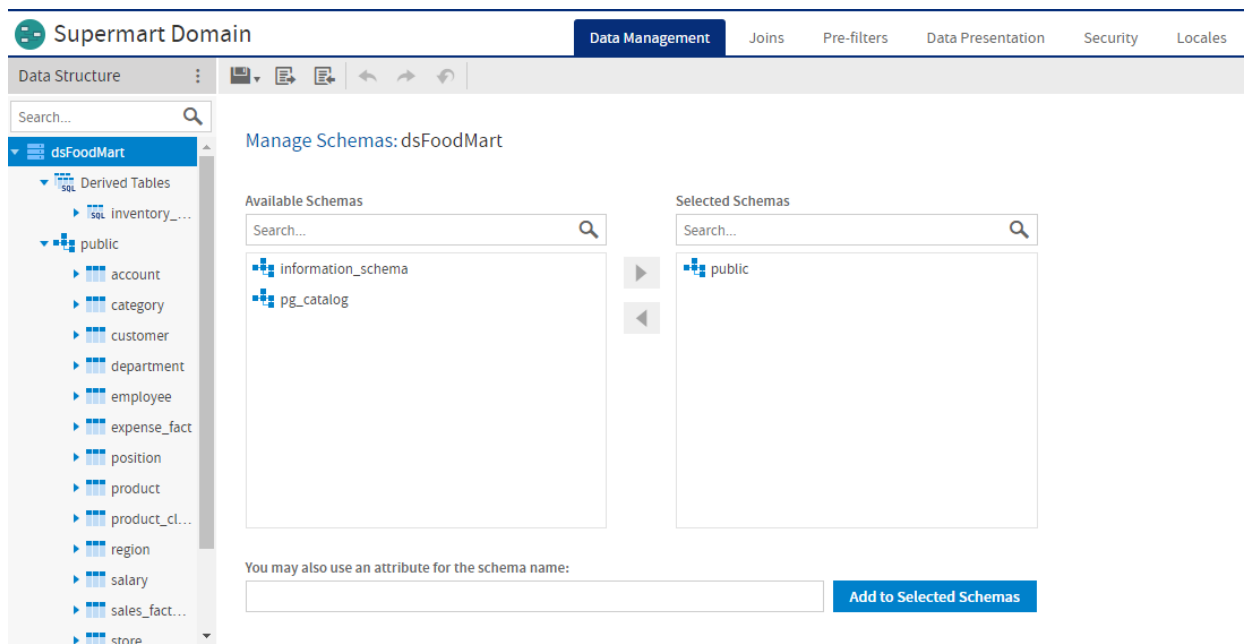 Supermart Domain
Data Management
Joins
Pre-filters
Data Presentation
Security
Locales
Data Structure
Search...
dsFoodMart
SQL Derived Tables
SQL inventory_...
public
account
category
customer
department
employee
expense_fact
position
product
product_cl...
region
salary
sales_fact...
store
Manage Schemas: dsFoodMart
Available Schemas
Search...
information_schema
pg_catalog
Selected Schemas
Search...
public
You may also use an attribute for the schema name:
Add to Selected Schemas